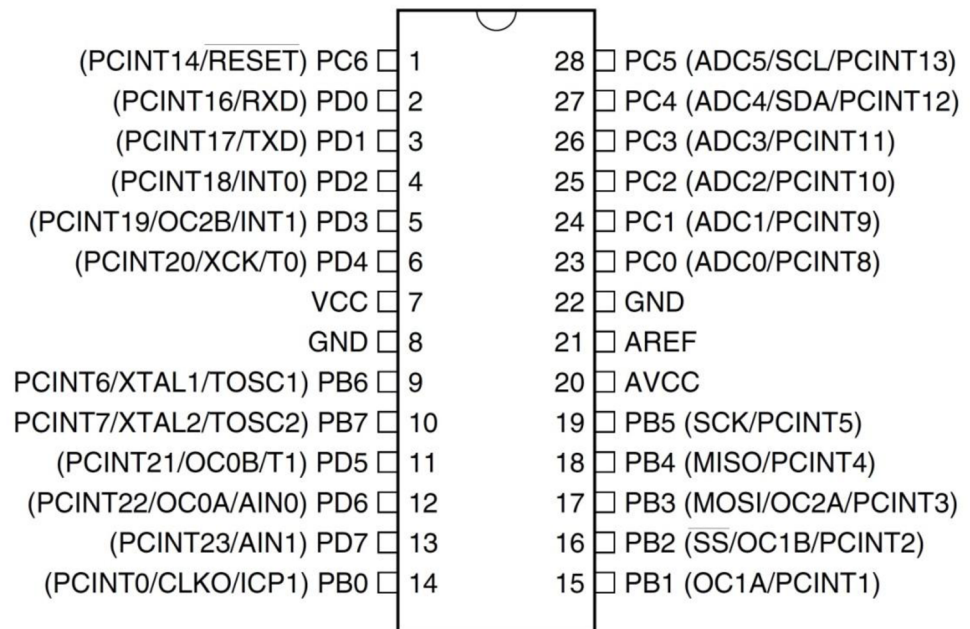 (PCINT14/RESET) PC6 1 28 PC5 (ADC5/SCL/PCINT13)
(PCINT16/RXD) PD0 2 27 PC4 (ADC4/SDA/PCINT12)
(PCINT17/TXD) PD1 3 26 PC3 (ADC3/PCINT11)
(PCINT18/INT0) PD2 4 25 PC2 (ADC2/PCINT10)
(PCINT19/OC2B/INT1) PD3 5 24 PC1 (ADC1/PCINT9)
(PCINT20/XCK/T0) PD4 6 23 PC0 (ADC0/PCINT8)
VCC 7 22 GND
GND 8 21 AREF
PCINT6/XTAL1/TOSC1) PB6 9 20 AVCC
PCINT7/XTAL2/TOSC2) PB7 10 19 PB5 (SCK/PCINT5)
(PCINT21/OC0B/T1) PD5 11 18 PB4 (MISO/PCINT4)
(PCINT22/OC0A/AIN0) PD6 12 17 PB3 (MOSI/OC2A/PCINT3)
(PCINT23/AIN1) PD7 13 16 PB2 (SS/OC1B/PCINT2)
(PCINT0/CLKO/ICP1) PB0 14 15 PB1 (OC1A/PCINT1)